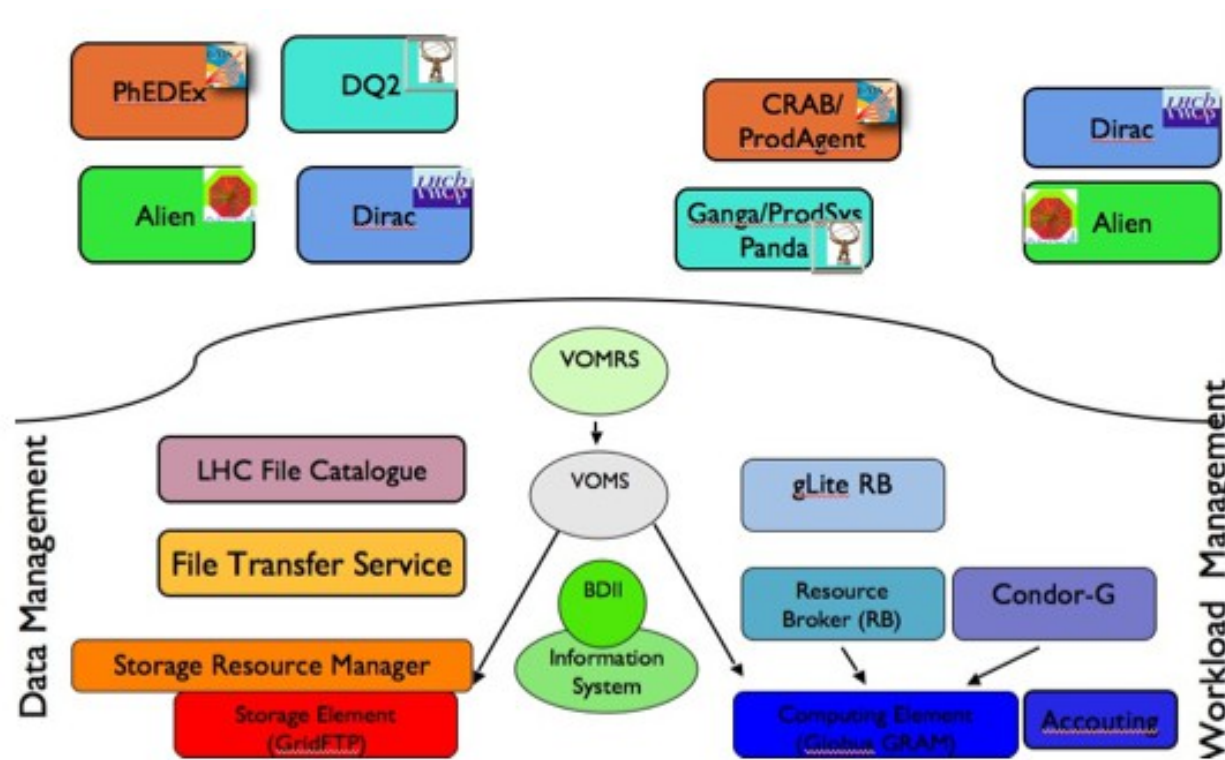 PhEDEx
DQ2
CRAB/
ProdAgent
Dirac
Alien
Dirac
Ganga/ProdSys
Panda
Alien
VOMRS
Data Management
Workload Management
LHC File Catalogue
VOMS
gLite RB
File Transfer Service
BDII
Resource
Broker (RB)
Condor-G
Storage Resource Manager
Information
System
Storage Element
(GridFTP)
Computing Element
(Globus GRAM)
Accouting